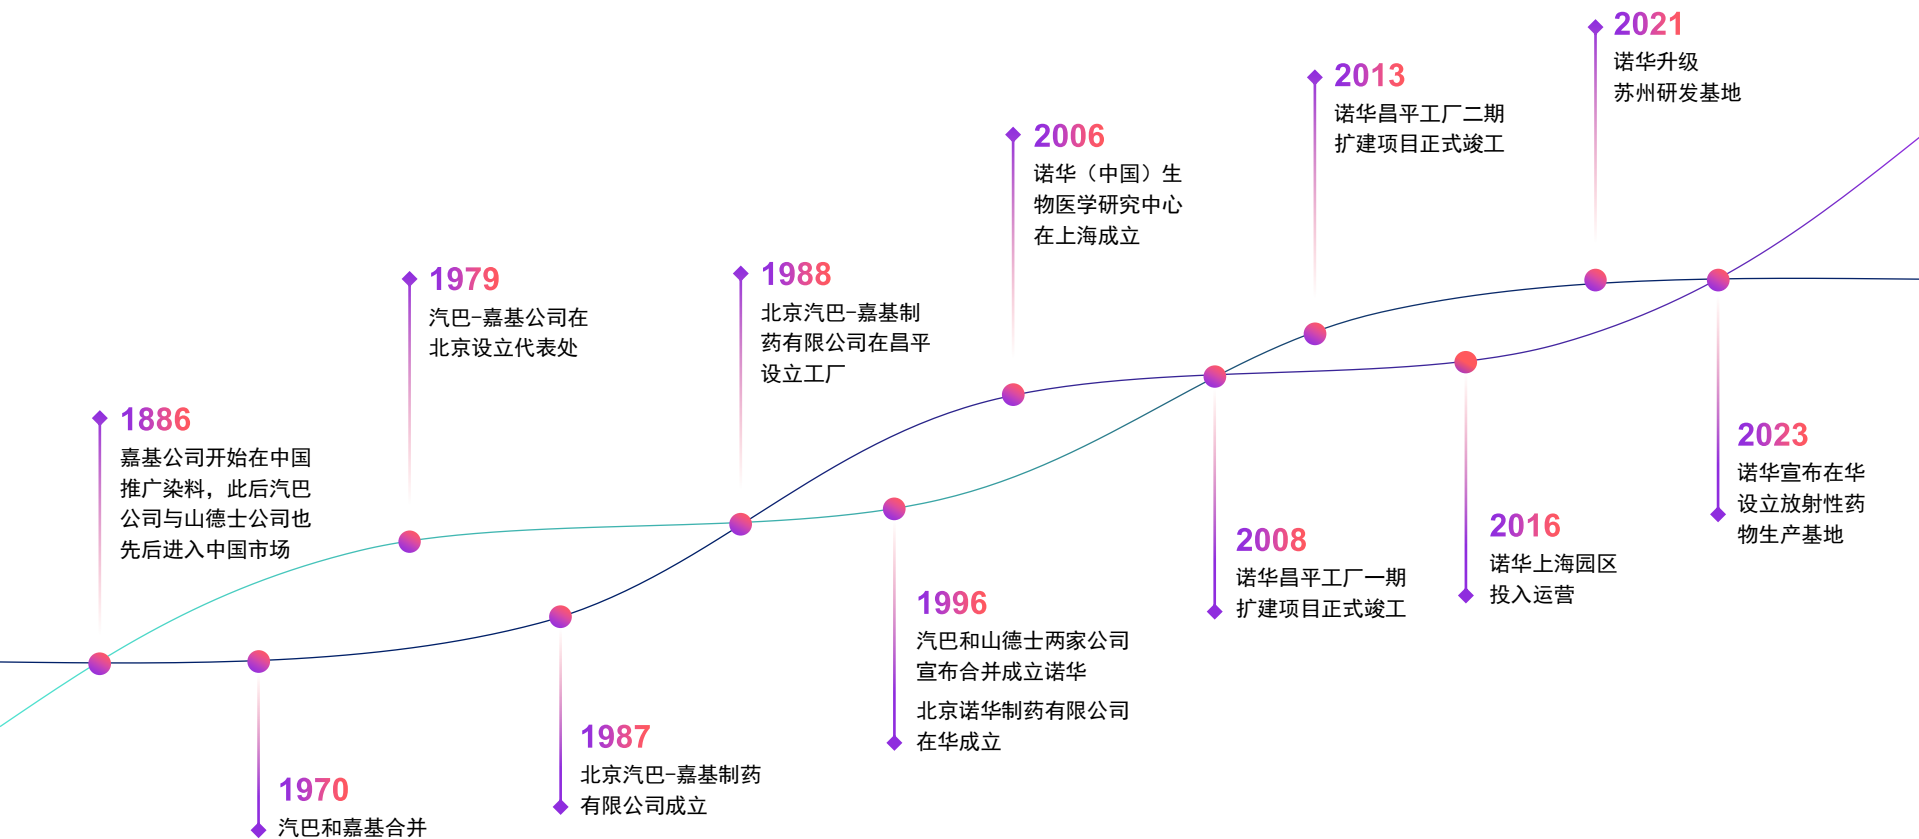 1886
嘉基公司开始在中国
推广染料，此后汽巴
公司与山德士公司也
先后进入中国市场
1970
汽巴和嘉基合并
1979
汽巴-嘉基公司在
北京设立代表处
1987
北京汽巴-嘉基制药
有限公司成立
1988
北京汽巴-嘉基制
药有限公司在昌平
设立工厂
1996
汽巴和山德士两家公司
宣布合并成立诺华
北京诺华制药有限公司
在华成立
2006
诺华（中国）生
物医学研究中心
在上海成立
2008
诺华昌平工厂一期
扩建项目正式竣工
2013
诺华昌平工厂二期
扩建项目正式竣工
2016
诺华上海园区
投入运营
2021
诺华升级
苏州研发基地
2023
诺华宣布在华
设立放射性药
物生产基地